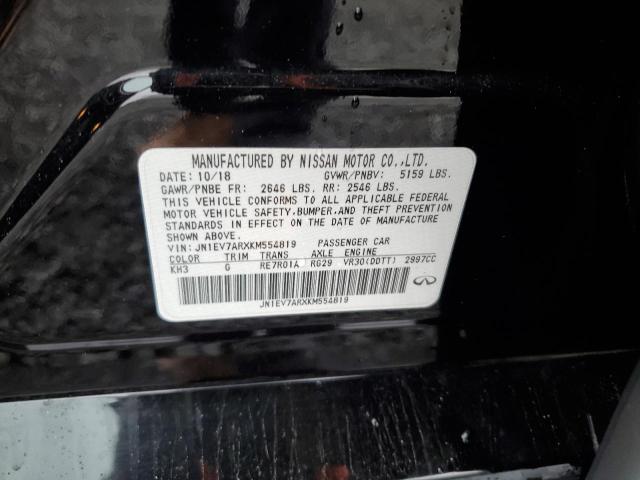 MANUFACTURED BY NISSAN MOTOR CO.,LTD.
DATE: 10/18 GVWR/PNBV: 5159 LBS.
GAWR/PNBE FR: 2646 LBS. RR: 2546 LBS.
THIS VEHICLE CONFORMS TO ALL APPLICABLE FEDERAL
MOTOR VEHICLE SAFETY,BUMPER,AND THEFT PREVENTION
STANDARDS IN EFFECT ON THE DATE OF MANUFACTURE
SHOWN ABOVE.
VIN: JN1EV7ARXKM554819 PASSENGER CAR
COLOR TRIM TRANS AXLE ENGINE
KH3 G RE7R01A RG29 VR30(DDTT) 2997CC
JN1EV7ARXKM554819